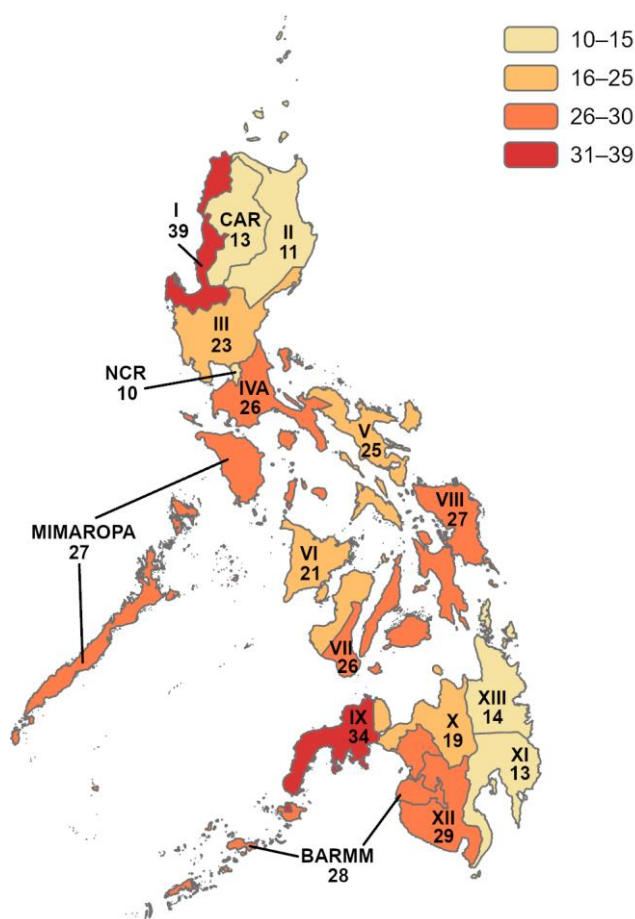 10–15
16–25
26–30
31–39
I
39
CAR
13
II
11
III
23
NCR
10
IVA
26
V
25
MIMAROPA
27
VIII
27
VI
21
VII
26
IX
34
X
19
XIII
14
XI
13
XII
29
BARMM
28